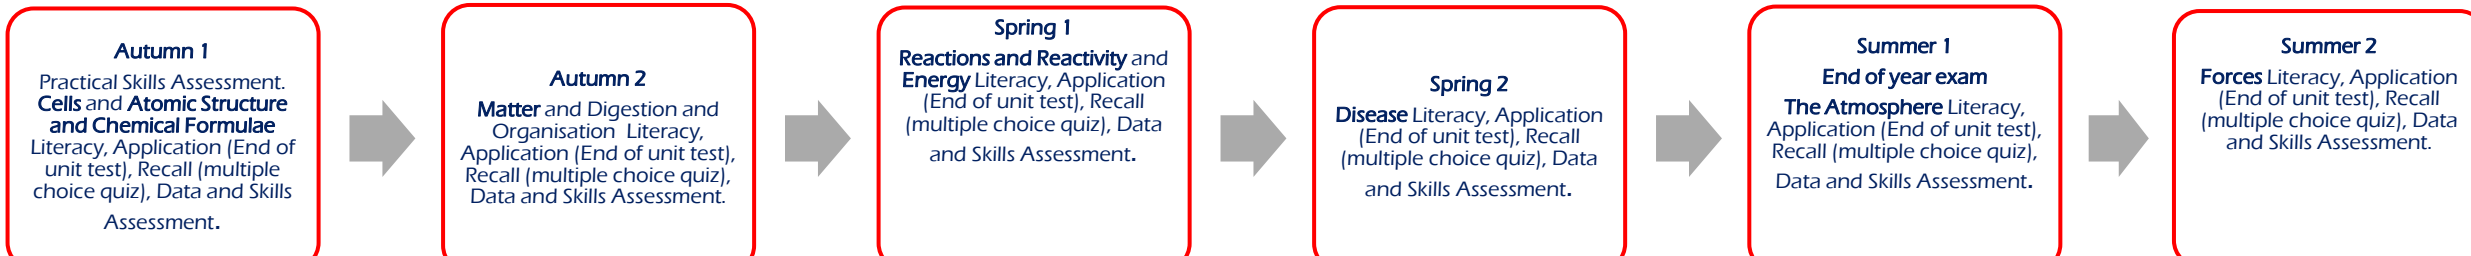 Autumn 1
Practical Skills Assessment.
Cells and Atomic Structure
and Chemical Formulae
Literacy, Application (End of
unit test), Recall (multiple
choice quiz), Data and Skills
Assessment.
Autumn 2
Matter and Digestion and
Organisation Literacy,
Application (End of unit test),
Recall (multiple choice quiz),
Data and Skills Assessment.
Spring 1
Reactions and Reactivity and
Energy Literacy, Application
(End of unit test), Recall
(multiple choice quiz), Data
and Skills Assessment.
Spring 2
Disease Literacy, Application
(End of unit test), Recall
(multiple choice quiz), Data
and Skills Assessment.
Summer 1
End of year exam
The Atmosphere Literacy,
Application (End of unit test),
Recall (multiple choice quiz),
Data and Skills Assessment.
Summer 2
Forces Literacy, Application
(End of unit test), Recall
(multiple choice quiz), Data
and Skills Assessment.